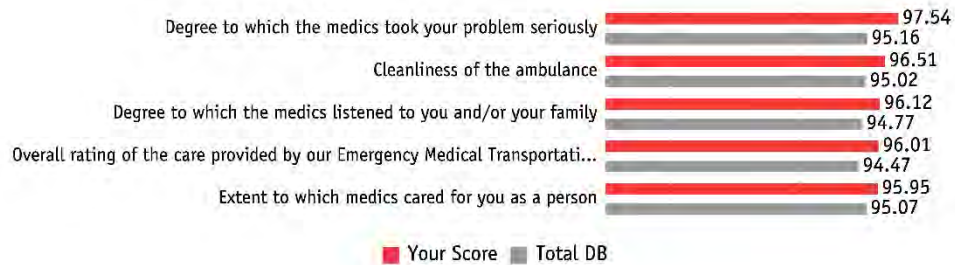 Degree to which the medics took your problem seriously 97.54
95.16
Cleanliness of the ambulance 96.51
95.02
Degree to which the medics listened to you and/or your family 96.12
94.77
Overall rating of the care provided by our Emergency Medical Transportati... 96.01
94.47
Extent to which medics cared for you as a person 95.95
95.07
Your Score Total DB